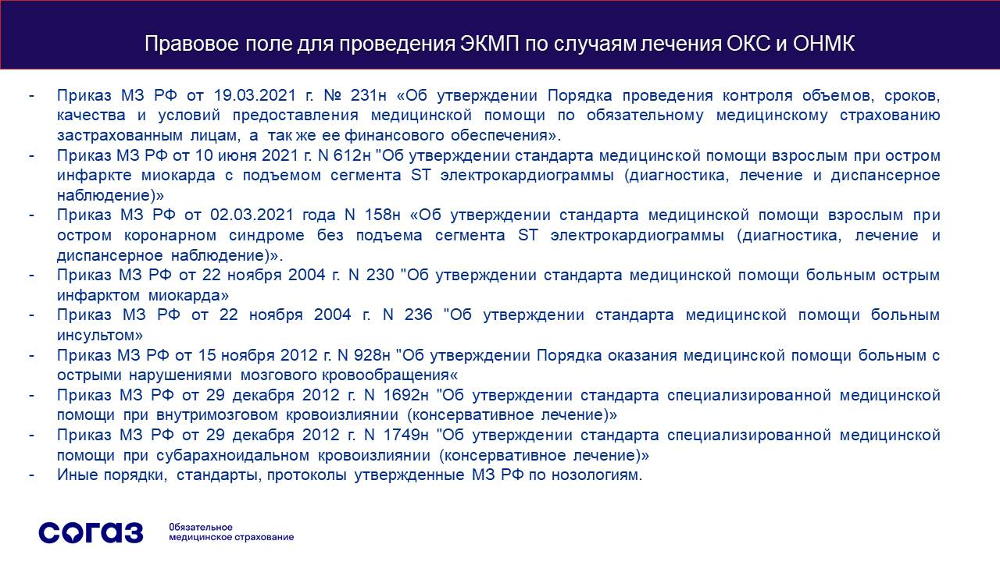 Правовое поле для проведения ЭКМП по случаям лечения ОКС и ОНМК
- Приказ МЗ РФ от 19.03.2021 г. № 231н «Об утверждении Порядка проведения контроля объемов, сроков,
качества и условий предоставления медицинской помощи по обязательному медицинскому страхованию
застрахованным лицам, а так же ее финансового обеспечения».
- Приказ МЗ РФ от 10 июня 2021 г. N 612н "Об утверждении стандарта медицинской помощи взрослым при остром
инфаркте миокарда с подъемом сегмента ST электрокардиограммы (диагностика, лечение и диспансерное
наблюдение)»
- Приказ МЗ РФ от 02.03.2021 года N 158н «Об утверждении стандарта медицинской помощи взрослым при
остром коронарном синдроме без подъема сегмента ST электрокардиограммы (диагностика, лечение и
диспансерное наблюдение)».
- Приказ МЗ РФ от 22 ноября 2004 г. N 230 "Об утверждении стандарта медицинской помощи больным острым
инфарктом миокарда»
- Приказ МЗ РФ от 22 ноября 2004 г. N 236 "Об утверждении стандарта медицинской помощи больным
инсультом»
- Приказ МЗ РФ от 15 ноября 2012 г. N 928н "Об утверждении Порядка оказания медицинской помощи больным с
острыми нарушениями мозгового кровообращения«
- Приказ МЗ РФ от 29 декабря 2012 г. N 1692н "Об утверждении стандарта специализированной медицинской
помощи при внутримозговом кровоизлиянии (консервативное лечение)»
- Приказ МЗ РФ от 29 декабря 2012 г. N 1749н "Об утверждении стандарта специализированной медицинской
помощи при субарахноидальном кровоизлиянии (консервативное лечение)»
- Иные порядки, стандарты, протоколы утвержденные МЗ РФ по нозологиям.
согаз
Обязательное
медицинское страхование